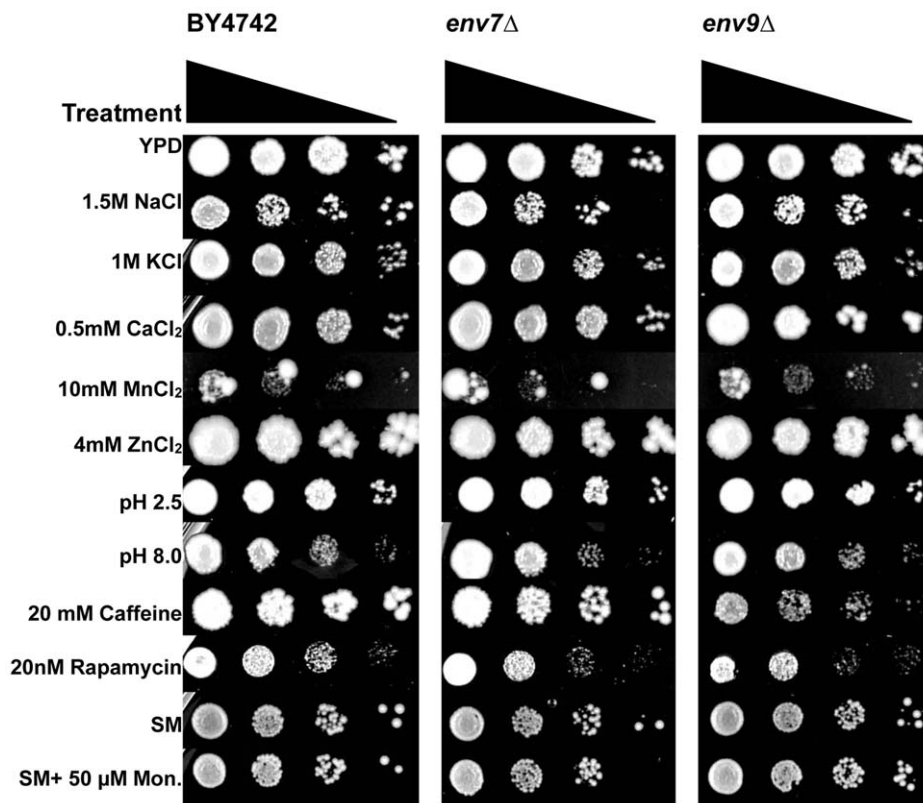 BY4742 env7Δ env9Δ
Treatment
YPD
1.5M NaCl
1M KCl
0.5mM CaCl₂
10mM MnCl₂
4mM ZnCl₂
pH 2.5
pH 8.0
20 mM Caffeine
20nM Rapamycin
SM
SM+ 50 µM Mon.